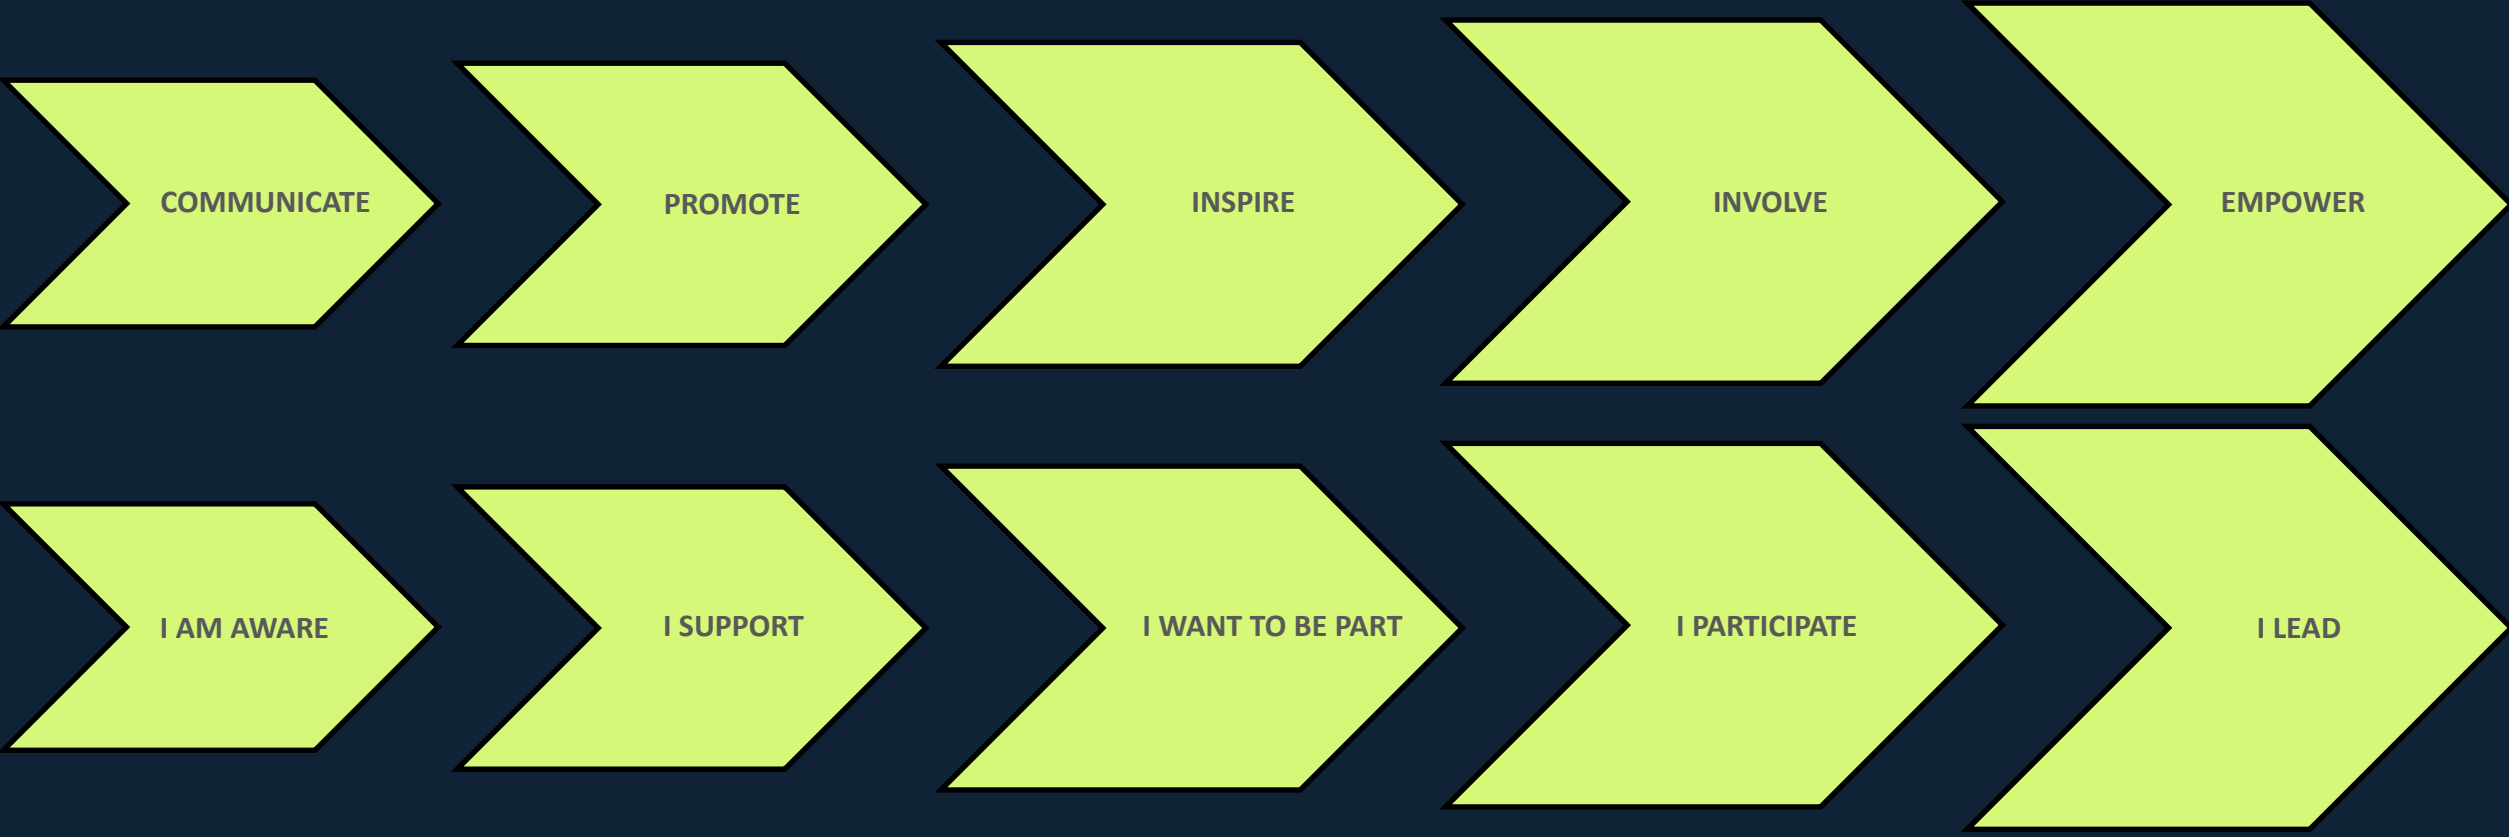 COMMUNICATE
PROMOTE
INSPIRE
INVOLVE
EMPOWER
I AM AWARE
I SUPPORT
I WANT TO BE PART
I PARTICIPATE
I LEAD